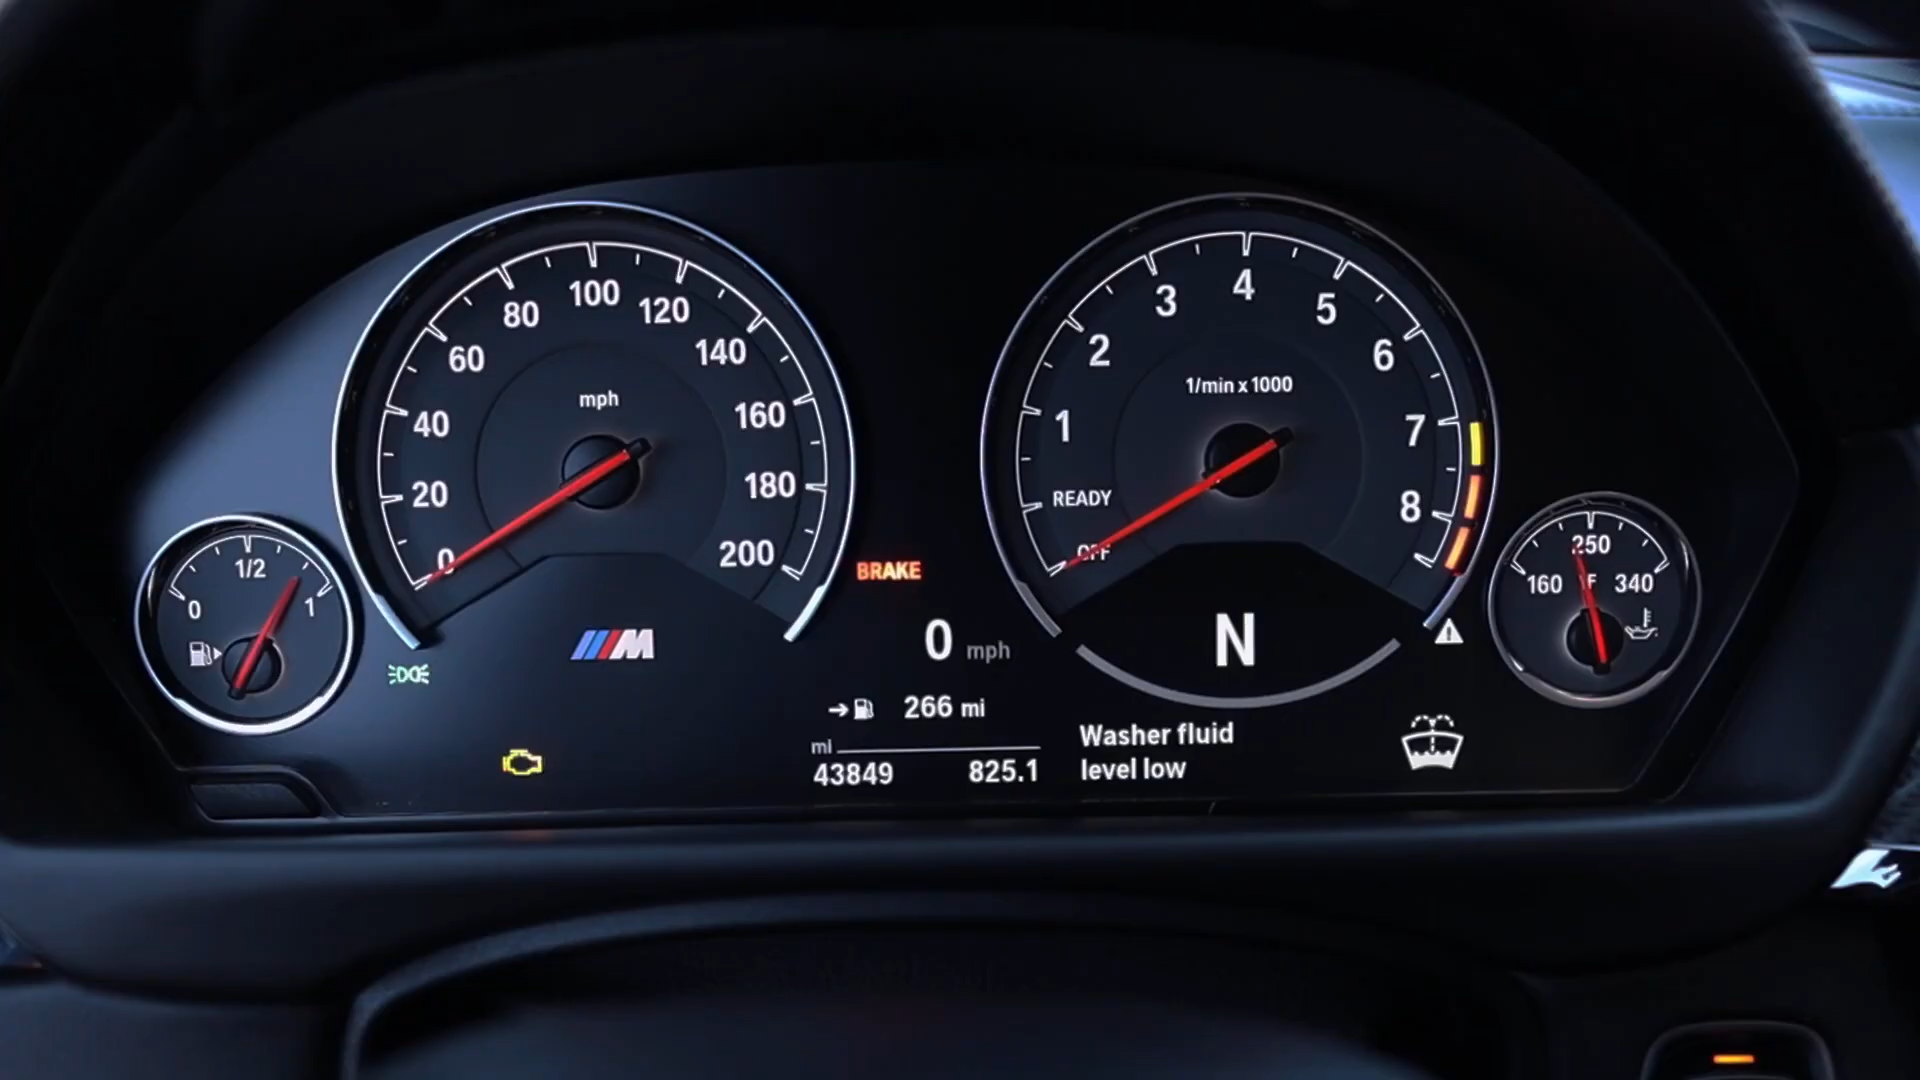 0
20
40
60
80
100
120
140
160
180
200
mph
OFF
READY
1
2
3
4
5
6
7
8
1/min x 1000
0
1/2
1
160
250
340
°F
BRAKE
M
0 mph
N
266 mi
mi
43849 825.1
Washer fluid
level low